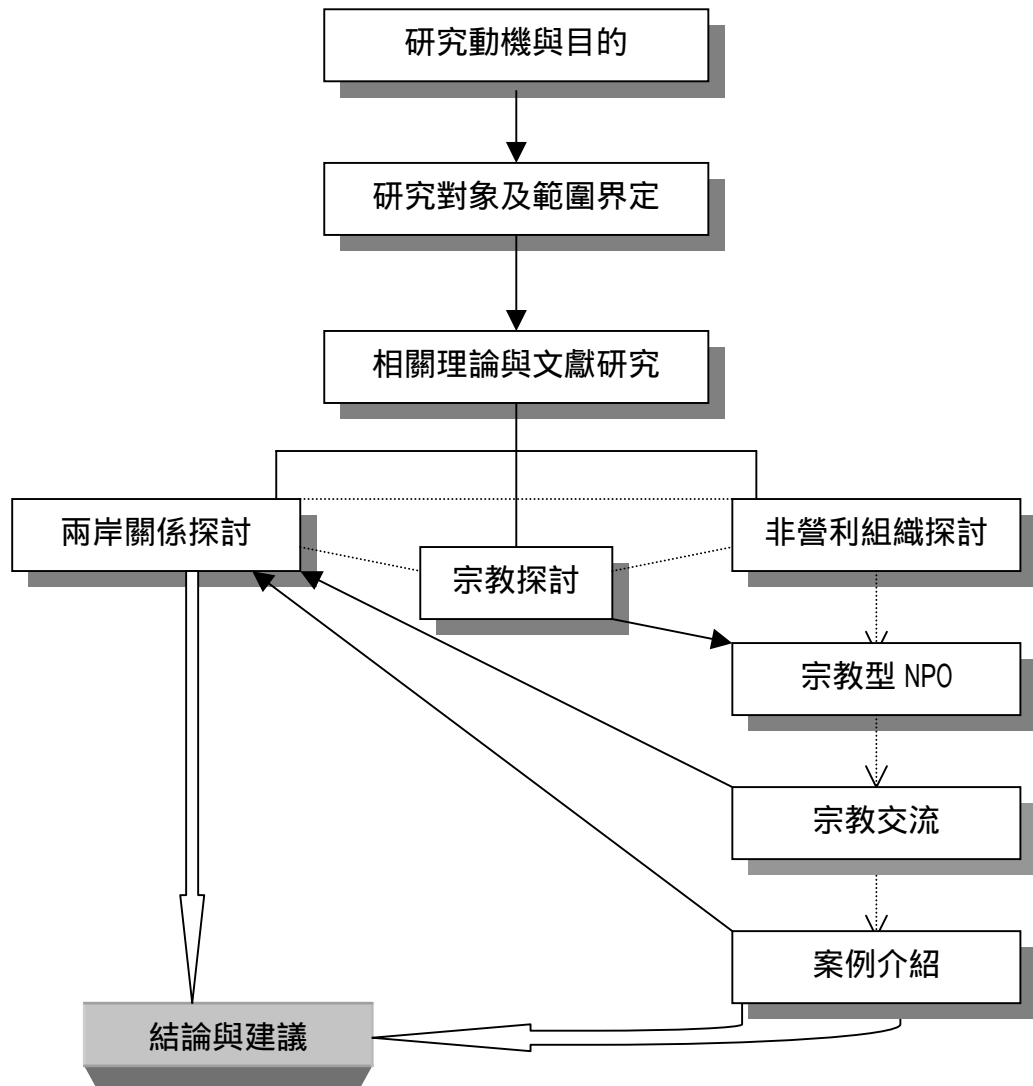 研究動機與目的
研究對象及範圍界定
相關理論與文獻研究
兩岸關係探討
非營利組織探討
宗教探討
宗教型 NPO
宗教交流
案例介紹
結論與建議